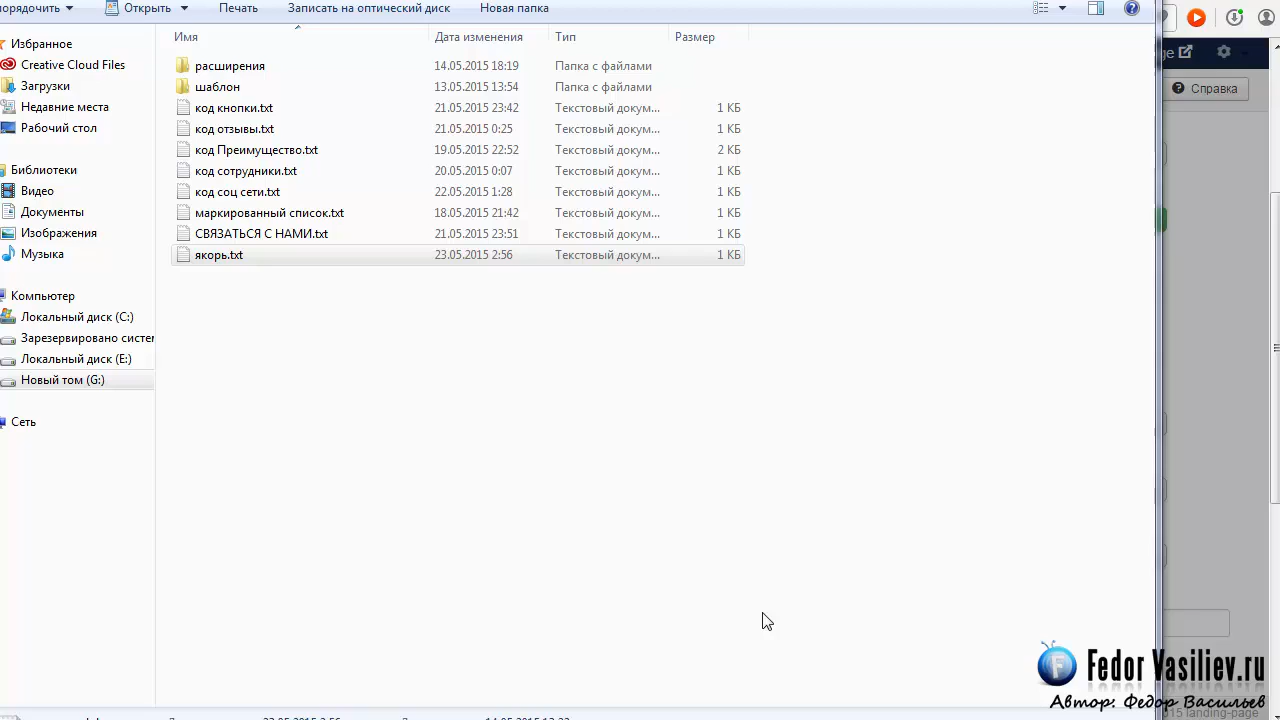 порядочить Открыть Печать Записать на оптический диск Новая папка
Имя Дата изменения Тип Размер
расширения 14.05.2015 18:19 Папка с файлами
шаблон 13.05.2015 13:54 Папка с файлами
код кнопки.txt 21.05.2015 23:42 Текстовый докум... 1 КБ
код отзывы.txt 21.05.2015 0:25 Текстовый докум... 1 КБ
код Преимущество.txt 19.05.2015 22:52 Текстовый докум... 2 КБ
код сотрудники.txt 20.05.2015 0:07 Текстовый докум... 1 КБ
код соц сети.txt 22.05.2015 1:28 Текстовый докум... 1 КБ
маркированный список.txt 18.05.2015 21:42 Текстовый докум... 1 КБ
СВЯЗАТЬСЯ С НАМИ.txt 21.05.2015 23:51 Текстовый докум... 1 КБ
якорь.txt 23.05.2015 2:56 Текстовый докум... 1 КБ
Избранное
Creative Cloud Files
Загрузки
Недавние места
Рабочий стол
Библиотеки
Видео
Документы
Изображения
Музыка
Компьютер
Локальный диск (C:)
Зарезервировано систем
Локальный диск (E:)
Новый том (G:)
Сеть
ge
Справка
Fedor Vasiliev.ru
Автор: Федор Васильев
15 landing-page